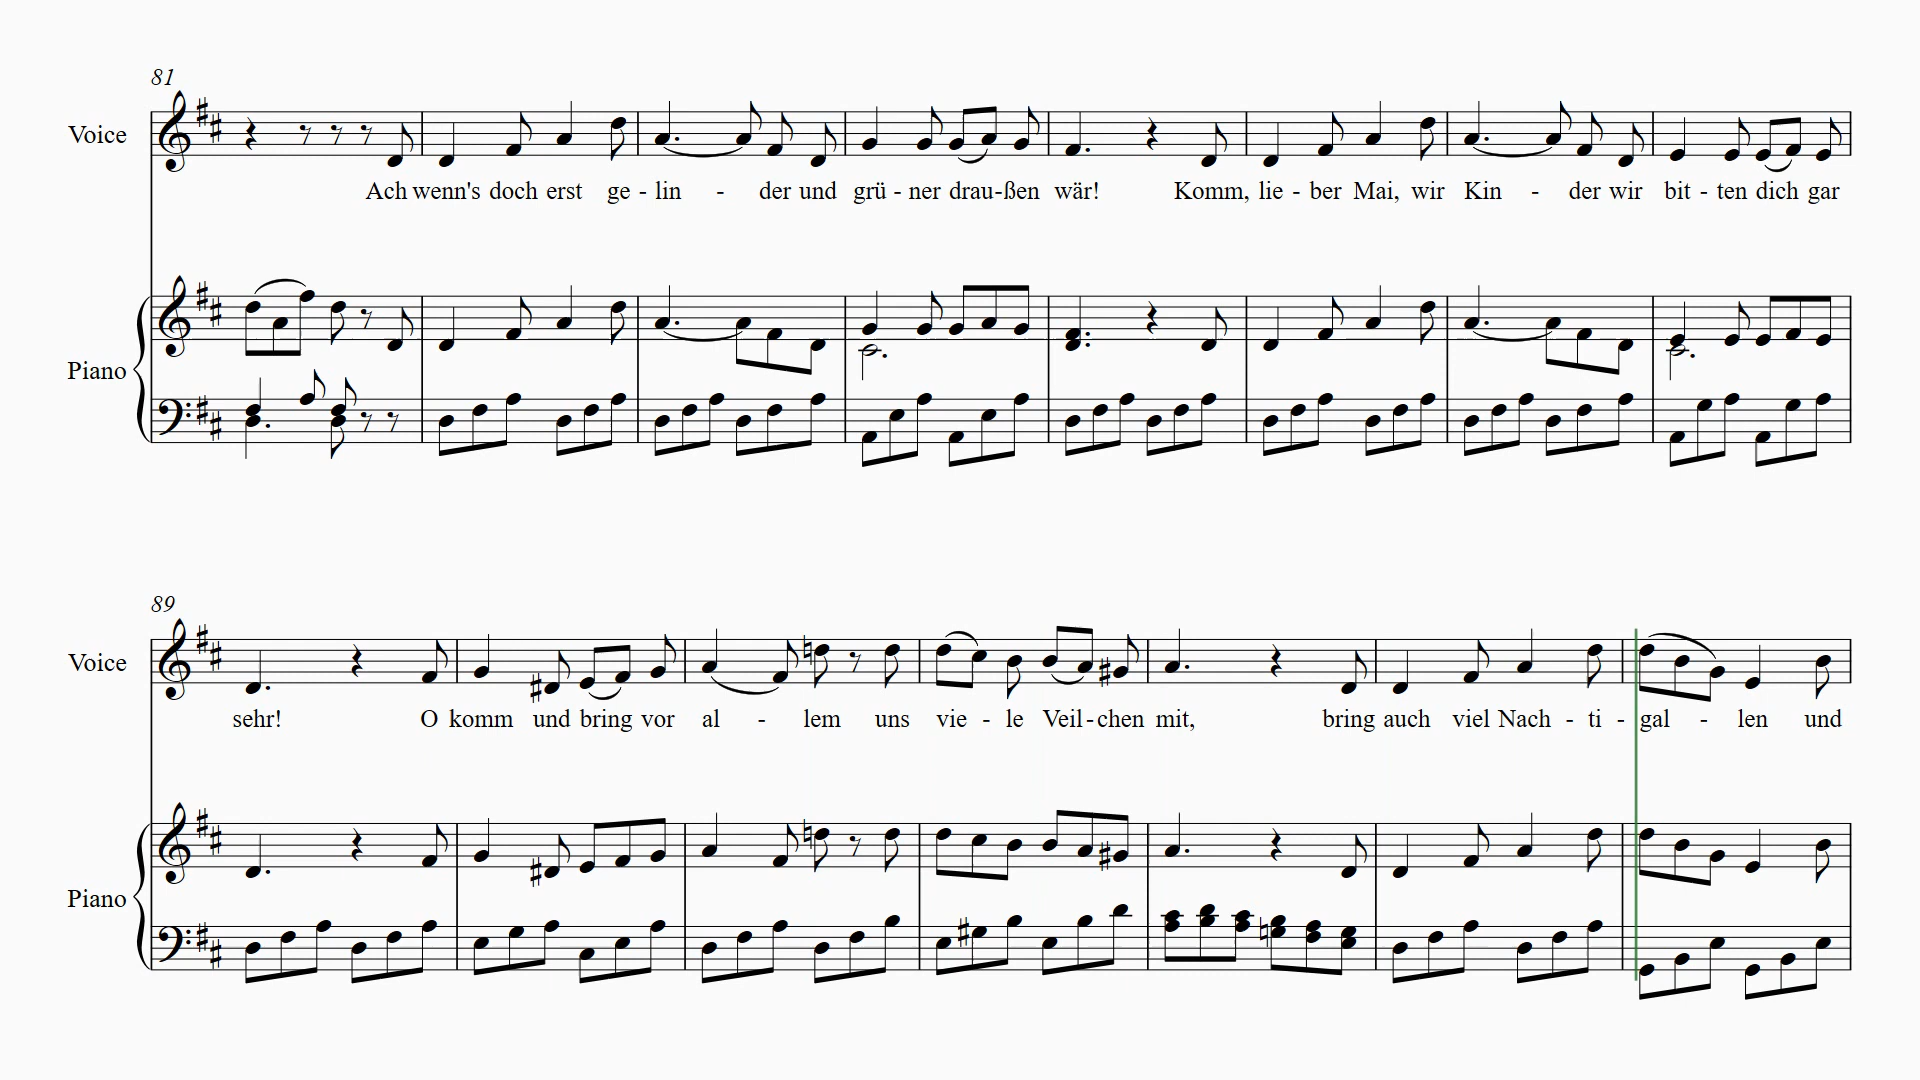 81
Voice
Ach wenn's doch erst ge - lin - der und grü - ner drau-ßen wär! Komm, lie - ber Mai, wir Kin - der wir bit - ten dich gar
Piano
89
Voice
sehr! O komm und bring vor al - lem uns vie - le Veil-chen mit, bring auch viel Nach - ti - gal - len und
Piano